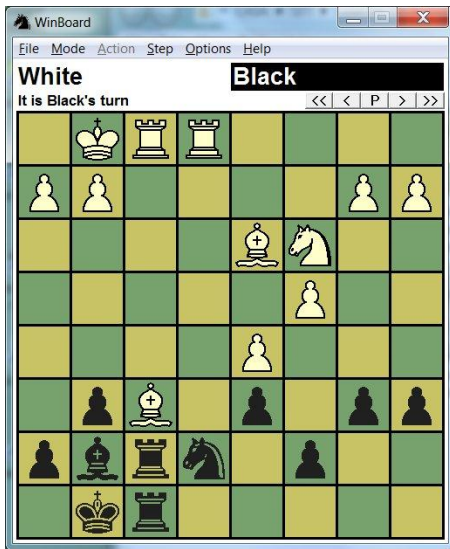 WinBoard
File Mode Action Step Options Help
White Black
It is Black's turn << < P > >>